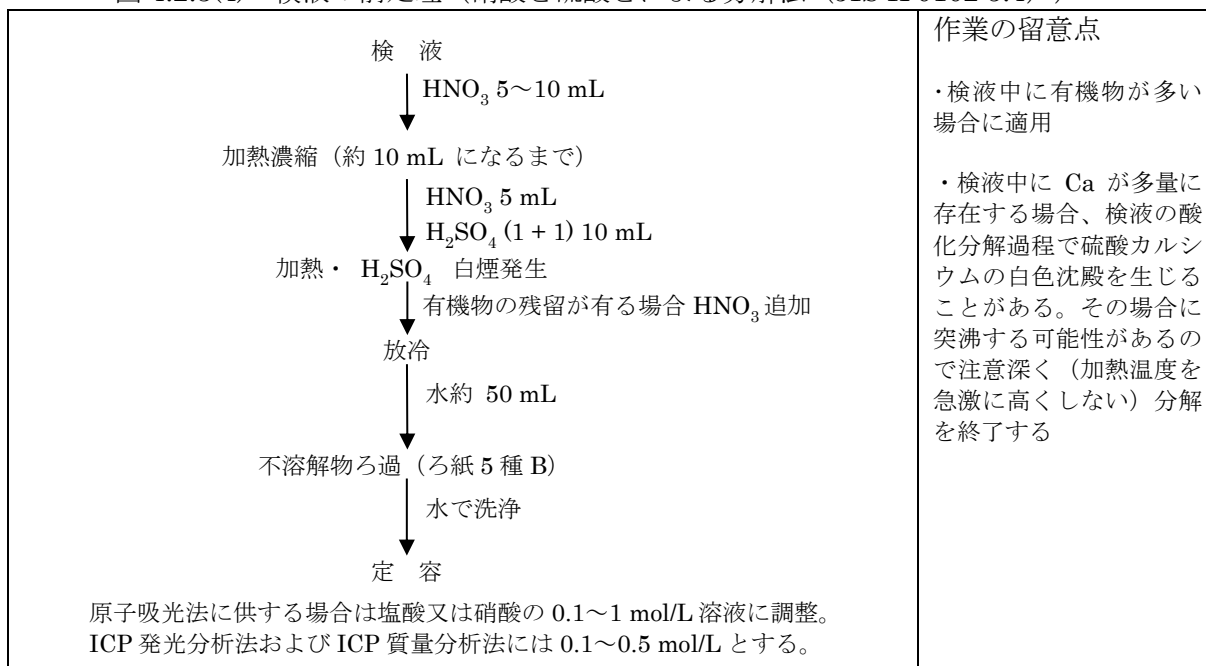 検 液
HNO₃ 5～10 mL
加熱濃縮（約 10 mL になるまで）
HNO₃ 5 mL
H₂SO₄ (1 + 1) 10 mL
加熱・ H₂SO₄ 白煙発生
有機物の残留が有る場合 HNO₃ 追加
放冷
水約 50 mL
不溶解物ろ過（ろ紙 5 種 B）
水で洗浄
定 容
原子吸光法に供する場合は塩酸又は硝酸の 0.1～1 mol/L 溶液に調整。
ICP 発光分析法および ICP 質量分析法には 0.1～0.5 mol/L とする。
作業の留意点
・検液中に有機物が多い
場合に適用
・検液中に Ca が多量に
存在する場合、検液の酸
化分解過程で硫酸カルシ
ウムの白色沈殿を生じる
ことがある。その場合に
突沸する可能性があるの
で注意深く（加熱温度を
急激に高くしない）分解
を終了する